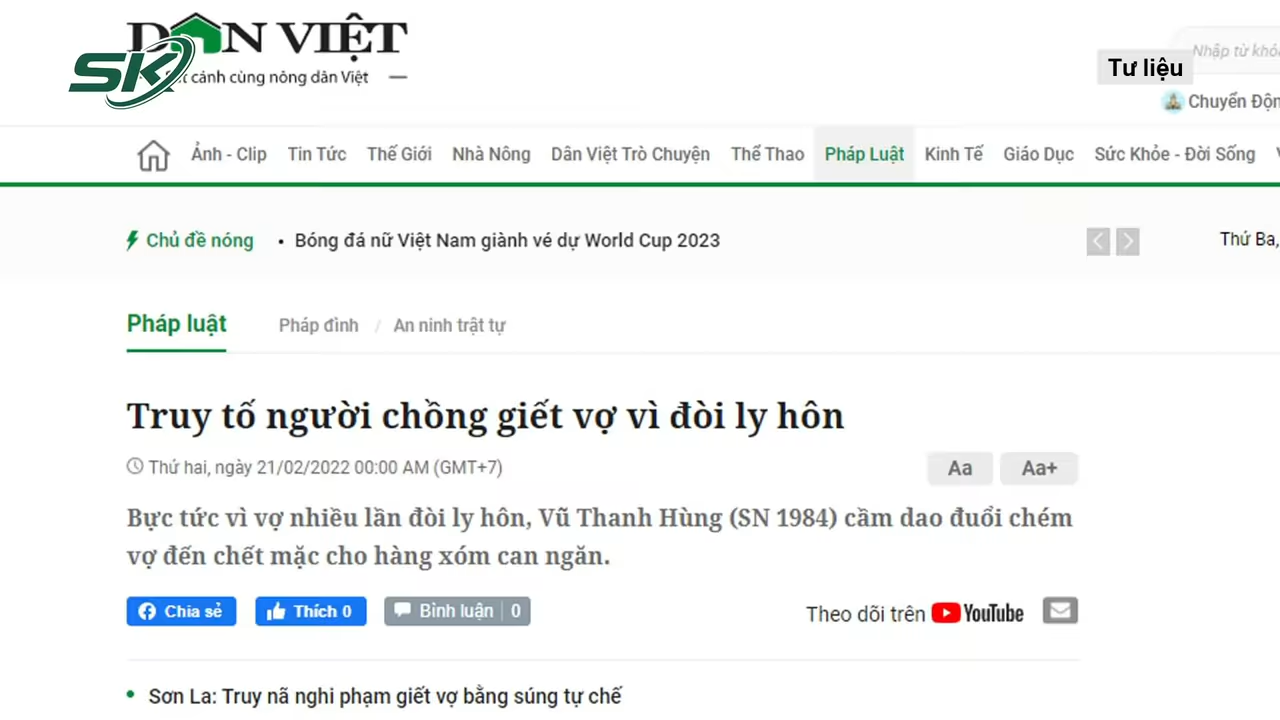 DÂN VIỆT
SK
cảnh cùng nông dân Việt
Tư liệu
Nhập từ
Chuyển
Ảnh - Clip Tin Tức Thế Giới Nhà Nông Dân Việt Trò Chuyện Thể Thao Pháp Luật Kinh Tế Giáo Dục Sức Khỏe - Đời Sống
Chủ đề nóng • Bóng đá nữ Việt Nam giành vé dự World Cup 2023
Thứ Ba,
Pháp luật Pháp đình / An ninh trật tự
Truy tố người chồng giết vợ vì đòi ly hôn
Thứ hai, ngày 21/02/2022 00:00 AM (GMT+7)
Aa Aa+
Bực tức vì vợ nhiều lần đòi ly hôn, Vũ Thanh Hùng (SN 1984) cầm dao đuổi chém
vợ đến chết mặc cho hàng xóm can ngăn.
Chia sẻ Thích 0 Bình luận 0 Theo dõi trên YouTube
• Sơn La: Truy nã nghi phạm giết vợ bằng súng tự chế